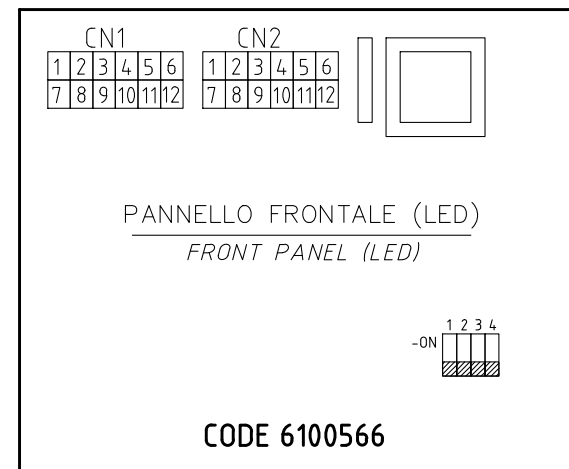 CN1 CN2
1 2 3 4 5 6 1 2 3 4 5 6
7 8 9 10 11 12 7 8 9 10 11 12
PANNELLO FRONTALE (LED)
FRONT PANEL (LED)
1 2 3 4
-ON
CODE 6100566